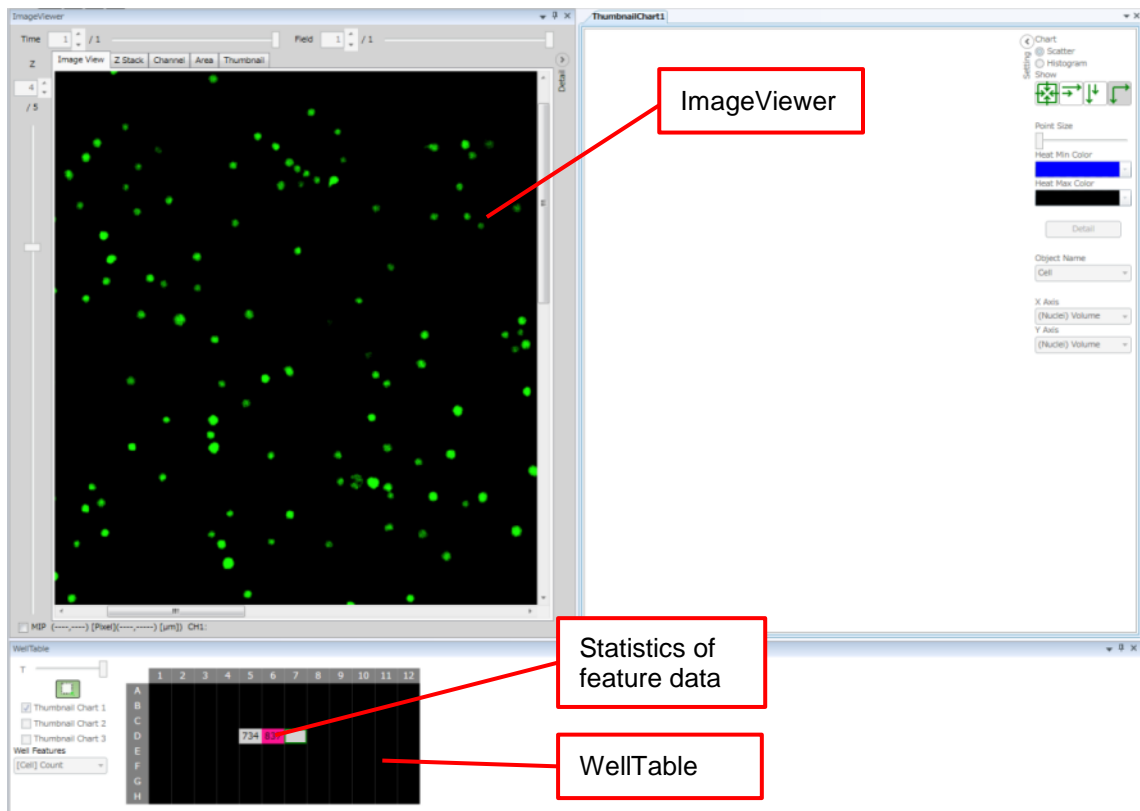 ImageViewer
Time 1 / 1 Field 1 / 1
Z Image View Z Stack Channel Area Thumbnail
4
/ 5
Detail
MIP (----,----) [Pixel](----,-----) [µm]) CH1:
ThumbnailChart1
Setting
Chart
Scatter
Histogram
Show
Point Size
Heat Min Color
Heat Max Color
Detail
Object Name
Cell
X Axis
(Nuclei) Volume
Y Axis
(Nuclei) Volume
ImageViewer
Statistics of
feature data
WellTable
WellTable
T
Thumbnail Chart 1
Thumbnail Chart 2
Thumbnail Chart 3
Well Features
[Cell] Count
1 2 3 4 5 6 7 8 9 10 11 12
A
B
C
D 734
E
F
G
H